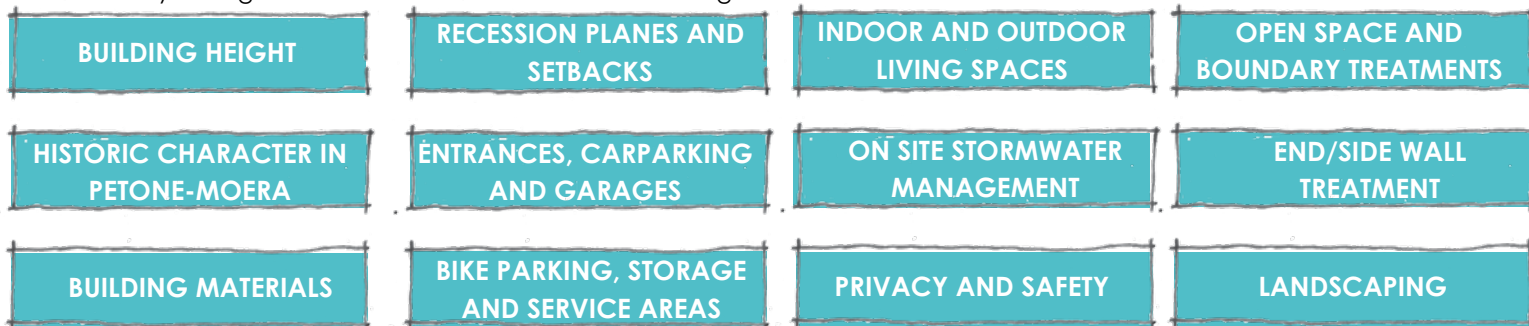 BUILDING HEIGHT
RECESSION PLANES AND
SETBACKS
INDOOR AND OUTDOOR
LIVING SPACES
OPEN SPACE AND
BOUNDARY TREATMENTS
HISTORIC CHARACTER IN
PETONE-MOERA
ENTRANCES, CARPARKING
AND GARAGES
ON SITE STORMWATER
MANAGEMENT
END/SIDE WALL
TREATMENT
BUILDING MATERIALS
BIKE PARKING, STORAGE
AND SERVICE AREAS
PRIVACY AND SAFETY
LANDSCAPING